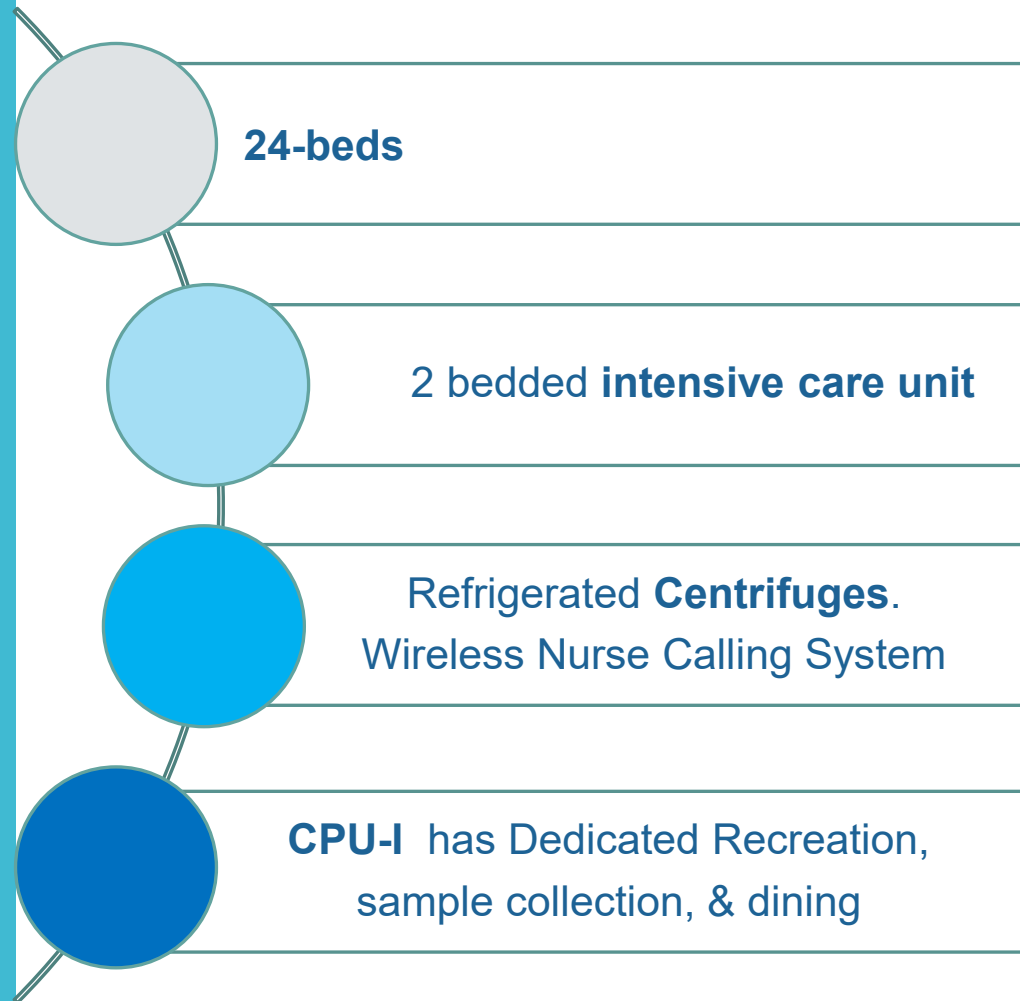 24-beds
2 bedded intensive care unit
Refrigerated Centrifuges.
Wireless Nurse Calling System
CPU-I has Dedicated Recreation,
sample collection, & dining